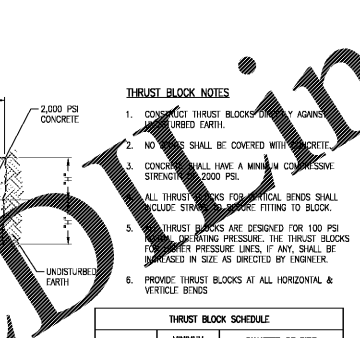 THRUST BLOCK NOTES
2,000 PSI
CONCRETE
1. CONSTRUCT THRUST BLOCKS DIRECTLY AGAINST
UNDISTURBED EARTH.
2. NO JOINTS SHALL BE COVERED WITH CONCRETE.
3. CONCRETE SHALL HAVE A MINIMUM COMPRESSIVE
STRENGTH OF 2000 PSI.
4. ALL THRUST BLOCKS FOR VERTICAL BENDS SHALL
INCLUDE STRAPS TO SECURE FITTING TO BLOCK.
5. ALL THRUST BLOCKS ARE DESIGNED FOR 100 PSI
OPERATING PRESSURE. THE THRUST BLOCKS
FOR HIGHER PRESSURE LINES, IF ANY, SHALL BE
INCREASED IN SIZE AS DIRECTED BY ENGINEER.
6. PROVIDE THRUST BLOCKS AT ALL HORIZONTAL &
VERTICLE BENDS
"H"
"H"
UNDISTURBED
EARTH
THRUST BLOCK SCHEDULE